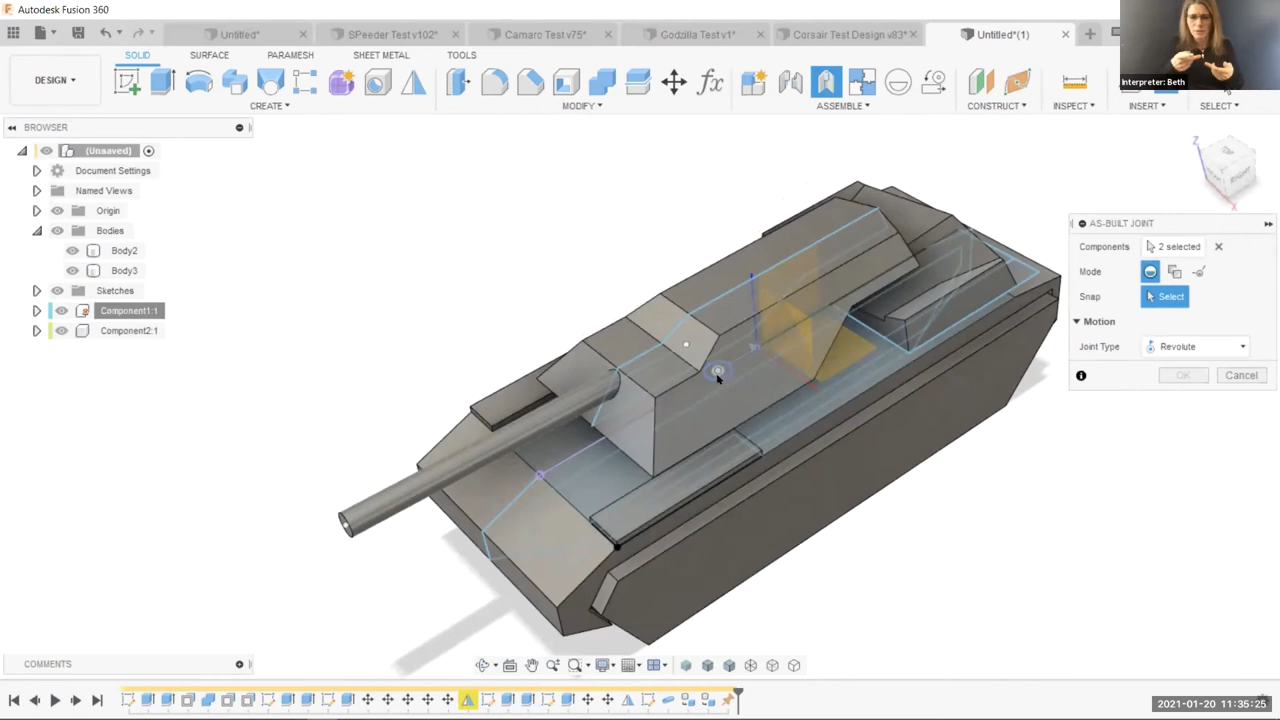 Autodesk Fusion 360
Untitled*
SPeeder Test v102*
Camaro Test v75*
Godzilla Test v1*
Corsair Test Design v83*
Untitled*(1)
Interpreter: Beth
SOLID
SURFACE
PARAMESH
SHEET METAL
TOOLS
DESIGN
fx
CREATE
MODIFY
ASSEMBLE
CONSTRUCT
INSPECT
INSERT
SELECT
BROWSER
(Unsaved)
Document Settings
Named Views
Origin
Bodies
Body2
Body3
Sketches
Component1:1
Component2:1
Z
RIGHT
X
AS-BUILT JOINT
Components
2 selected
Mode
Snap
Select
Motion
Joint Type
Revolute
OK
Cancel
COMMENTS
2021-01-20 11:35:25